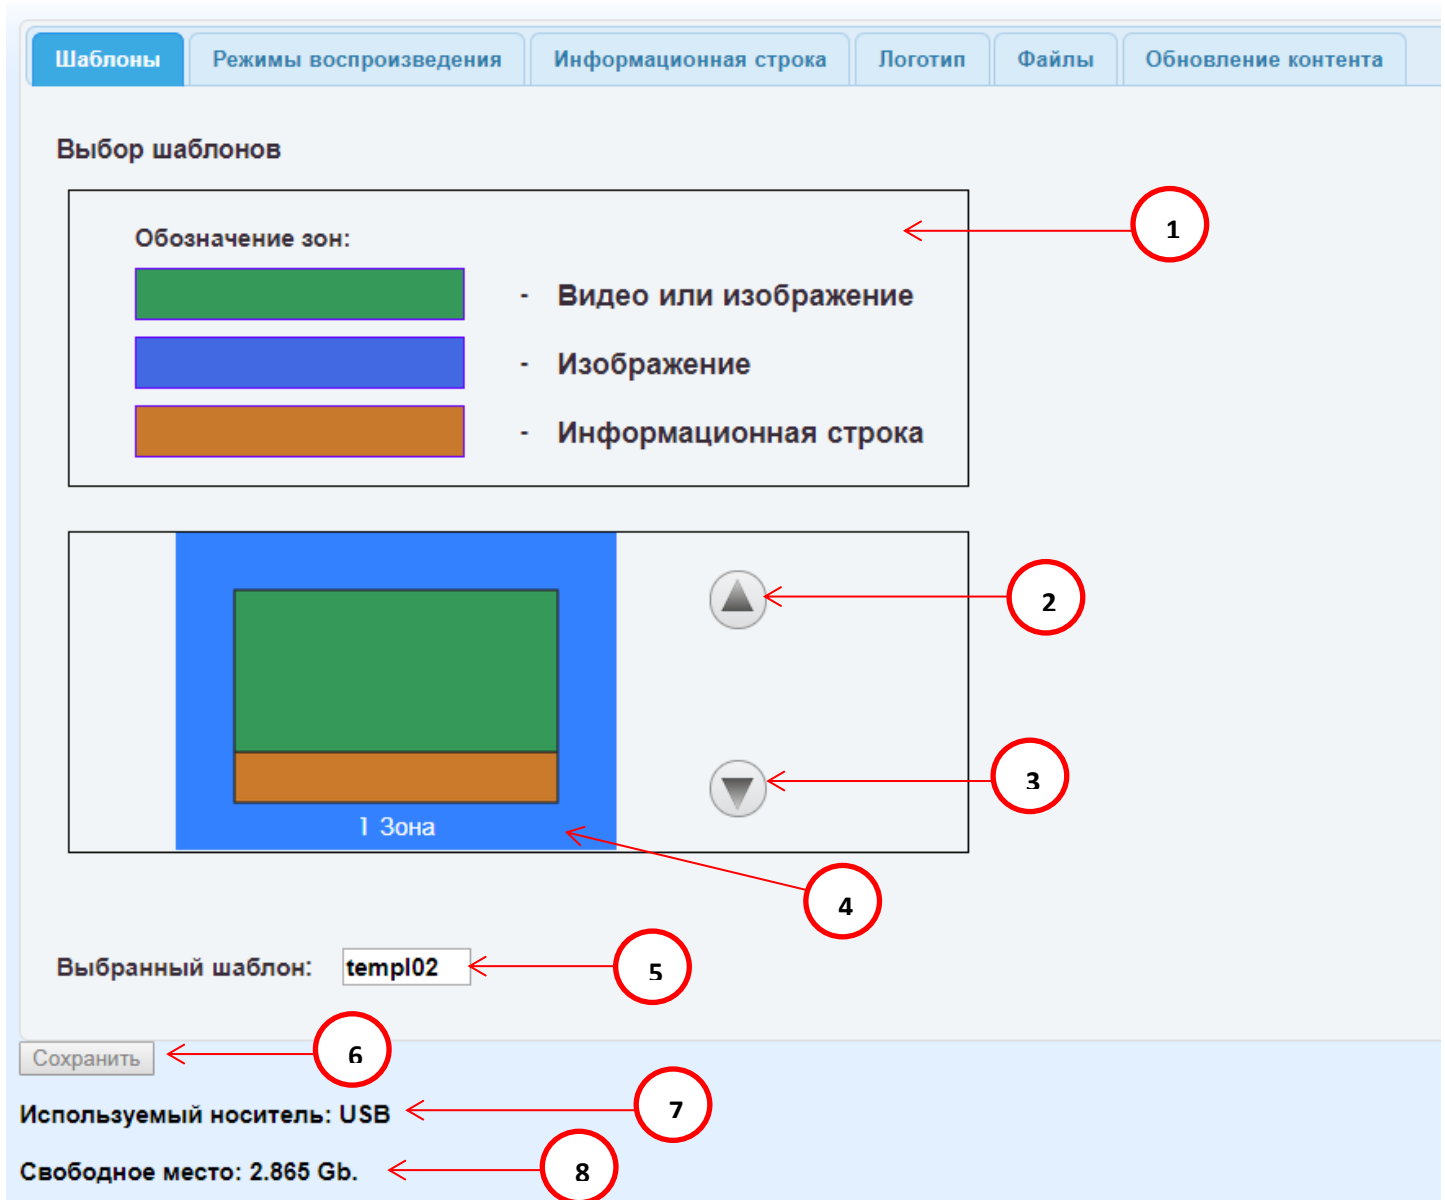 Шаблоны Режимы воспроизведения Информационная строка Логотип Файлы Обновление контента
Выбор шаблонов
1
Обозначение зон:
- Видео или изображение
- Изображение
- Информационная строка
2
3
1 Зона
4
Выбранный шаблон: templ02
5
Сохранить
6
Используемый носитель: USB
7
Свободное место: 2.865 Gb.
8